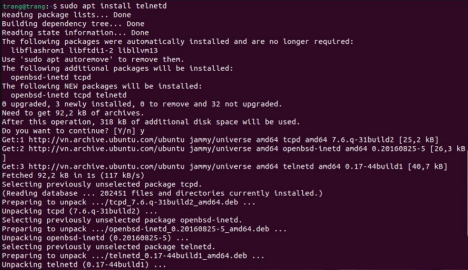 trang@trang:~$ sudo apt install telnetd
Reading package lists... Done
Building dependency tree... Done
Reading state information... Done
The following packages were automatically installed and are no longer required:
  libflashrom1 libftdi1-2 libllvm13
Use 'sudo apt autoremove' to remove them.
The following additional packages will be installed:
  openbsd-inetd tcpd
The following NEW packages will be installed:
  openbsd-inetd tcpd telnetd
0 upgraded, 3 newly installed, 0 to remove and 32 not upgraded.
Need to get 92,2 kB of archives.
After this operation, 318 kB of additional disk space will be used.
Do you want to continue? [Y/n] y
Get:1 http://vn.archive.ubuntu.com/ubuntu jammy/universe amd64 tcpd amd64 7.6.q-31build2 [25,2 kB]
Get:2 http://vn.archive.ubuntu.com/ubuntu jammy/universe amd64 openbsd-inetd amd64 0.20160825-5 [26,3 kB
]
Get:3 http://vn.archive.ubuntu.com/ubuntu jammy/universe amd64 telnetd amd64 0.17-44build1 [40,7 kB]
Fetched 92,2 kB in 1s (117 kB/s)
Selecting previously unselected package tcpd.
(Reading database ... 202451 files and directories currently installed.)
Preparing to unpack .../tcpd_7.6.q-31build2_amd64.deb ...
Unpacking tcpd (7.6.q-31build2) ...
Selecting previously unselected package openbsd-inetd.
Preparing to unpack .../openbsd-inetd_0.20160825-5_amd64.deb ...
Unpacking openbsd-inetd (0.20160825-5) ...
Selecting previously unselected package telnetd.
Preparing to unpack .../telnetd_0.17-44build1_amd64.deb ...
Unpacking telnetd (0.17-44build1) ...